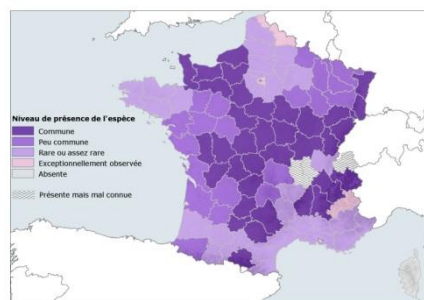 Niveau de présence de l'espèce
Commune
Peu commune
Rare ou assez rare
Exceptionnellement observée
Absente
Présente mais mal connue